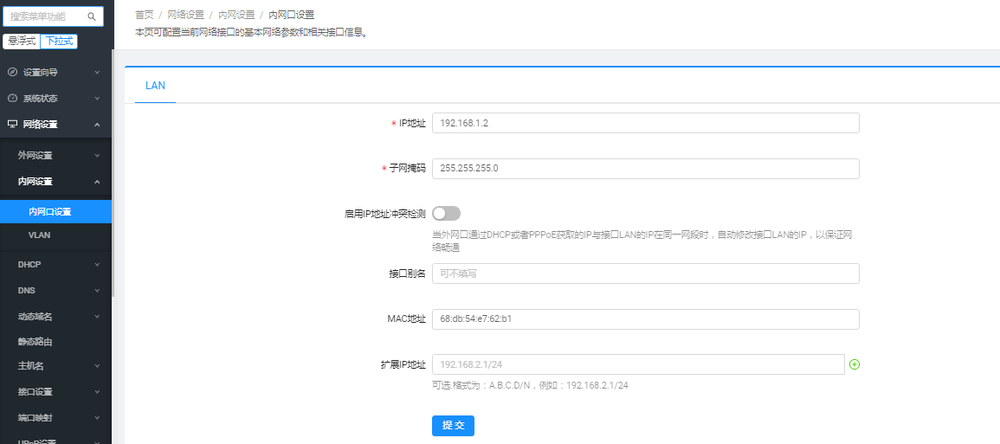 搜索菜单功能
悬浮式 下拉式
设置向导
系统状态
网络设置
外网设置
内网设置
内网口设置
VLAN
DHCP
DNS
动态域名
静态路由
主机名
接口设置
端口映射
UPnP设置
首页 / 网络设置 / 内网设置 / 内网口设置
本页可配置当前网络接口的基本网络参数和相关接口信息。
LAN
* IP地址 192.168.1.2
* 子网掩码 255.255.255.0
启用IP地址冲突检测
当外网口通过DHCP或者PPPoE获取的IP与接口LAN的IP在同一网段时，自动修改接口LAN的IP，以保证网
络畅通
接口别名 可不填写
MAC地址 68:db:54:e7:62:b1
扩展IP地址 192.168.2.1/24
可选.格式为：A.B.C.D/N，例如：192.168.2.1/24
提 交